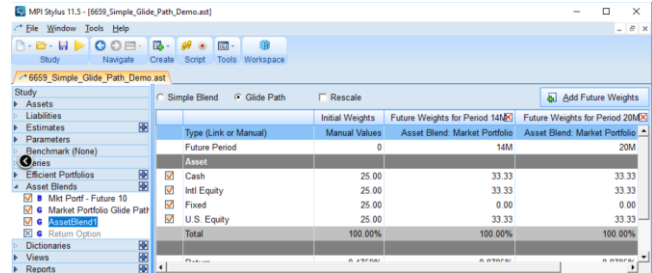 MPI Stylus 11.5 - [6659_Simple_Glide_Path_Demo.ast]
File Window Tools Help
Study Navigate Create Script Tools Workspace
6659_Simple_Glide_Path_Demo.ast
Study
Assets
Liabilities
Estimates
Parameters
Benchmark (None)
eries
Efficient Portfolios
Asset Blends
B Mkt Portf - Future 10
G Market Portfolio Glide Path
G AssetBlend1
G Return Option
Dictionaries
Views
Reports
Simple Blend Glide Path Rescale Add Future Weights
Initial Weights Future Weights for Period 14M Future Weights for Period 20M
Type (Link or Manual) Manual Values Asset Blend: Market Portfolio Asset Blend: Market Portfolio
Future Period 0 14M 20M
Asset
Cash 25.00 33.33 33.33
Intl Equity 25.00 33.33 33.33
Fixed 25.00 0.00 0.00
U.S. Equity 25.00 33.33 33.33
Total 100.00% 100.00% 100.00%